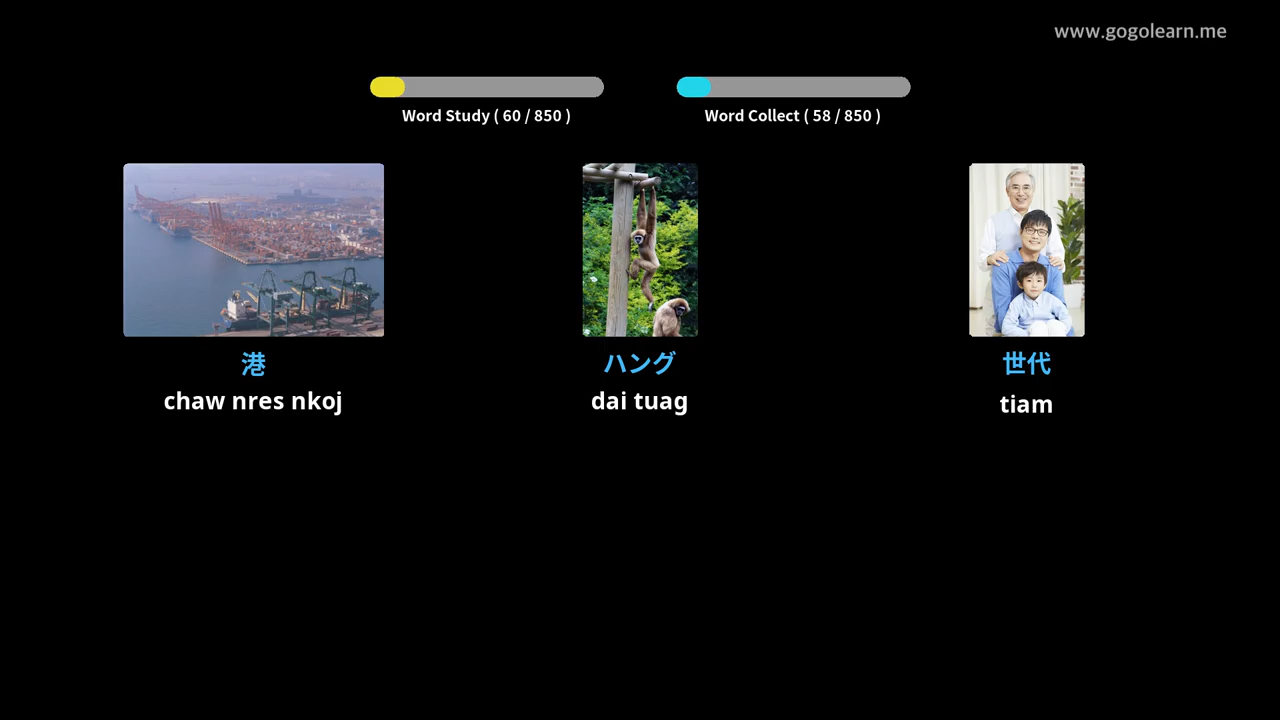 www.gogolearn.me
Word Study ( 60 / 850 )
Word Collect ( 58 / 850 )
港
ハング
世代
chaw nres nkoj
dai tuag
tiam